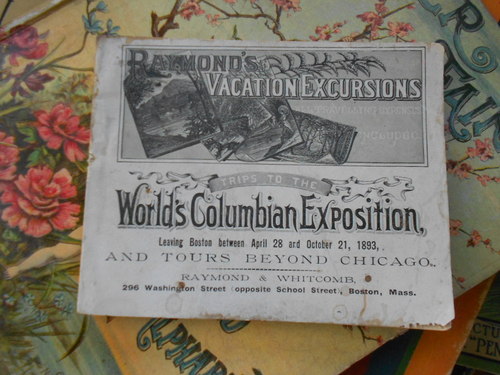 RAYMOND'S
VACATION EXCURSIONS
INCLUDED
TRIPS TO THE
World's Columbian Exposition,
Leaving Boston between April 28 and October 21, 1893,
AND TOURS BEYOND CHICAGO.
RAYMOND & WHITCOMB,
296 Washington Street (opposite School Street), Boston, Mass.